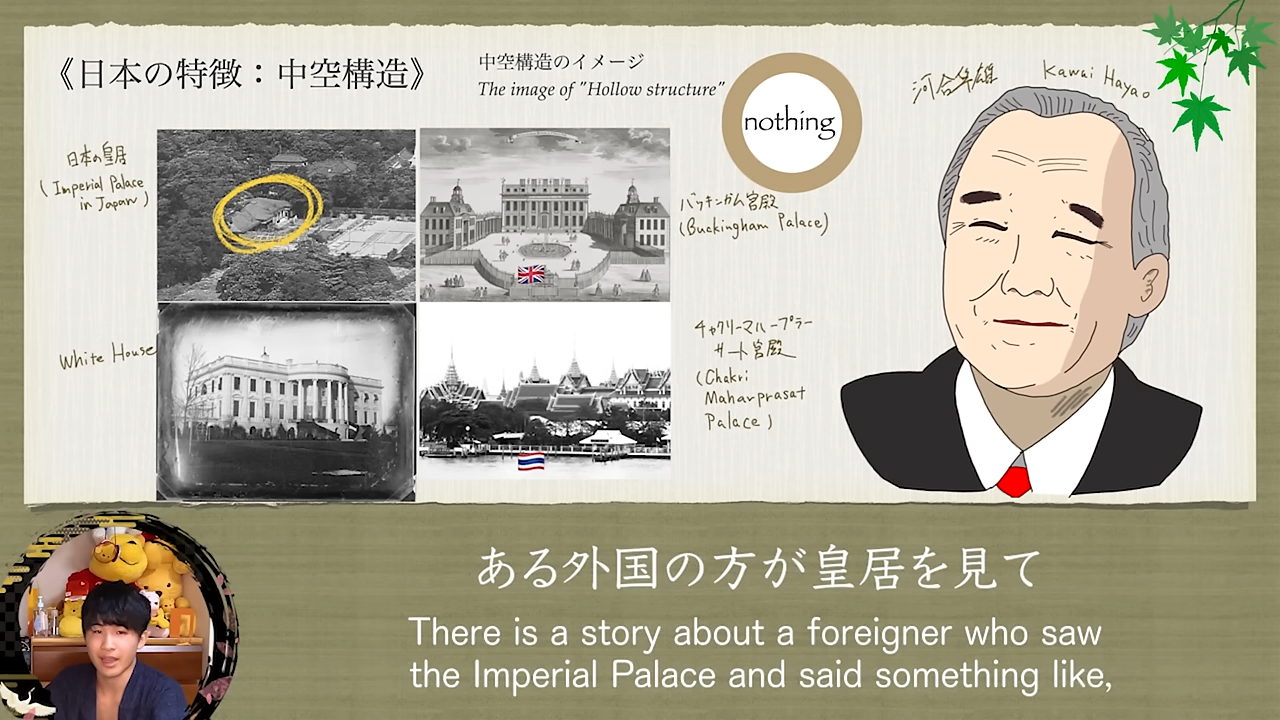 《日本の特徴：中空構造》
中空構造のイメージ
The image of "Hollow structure"
nothing
河合隼雄
Kawai Hayao
日本の皇居
(Imperial Palace
in Japan)
バッキンガム宮殿
(Buckingham Palace)
White House
チャクリーマハープラー
サート宮殿
(Chakri
Maharprasat
Palace)
ある外国の方が皇居を見て
There is a story about a foreigner who saw
the Imperial Palace and said something like,